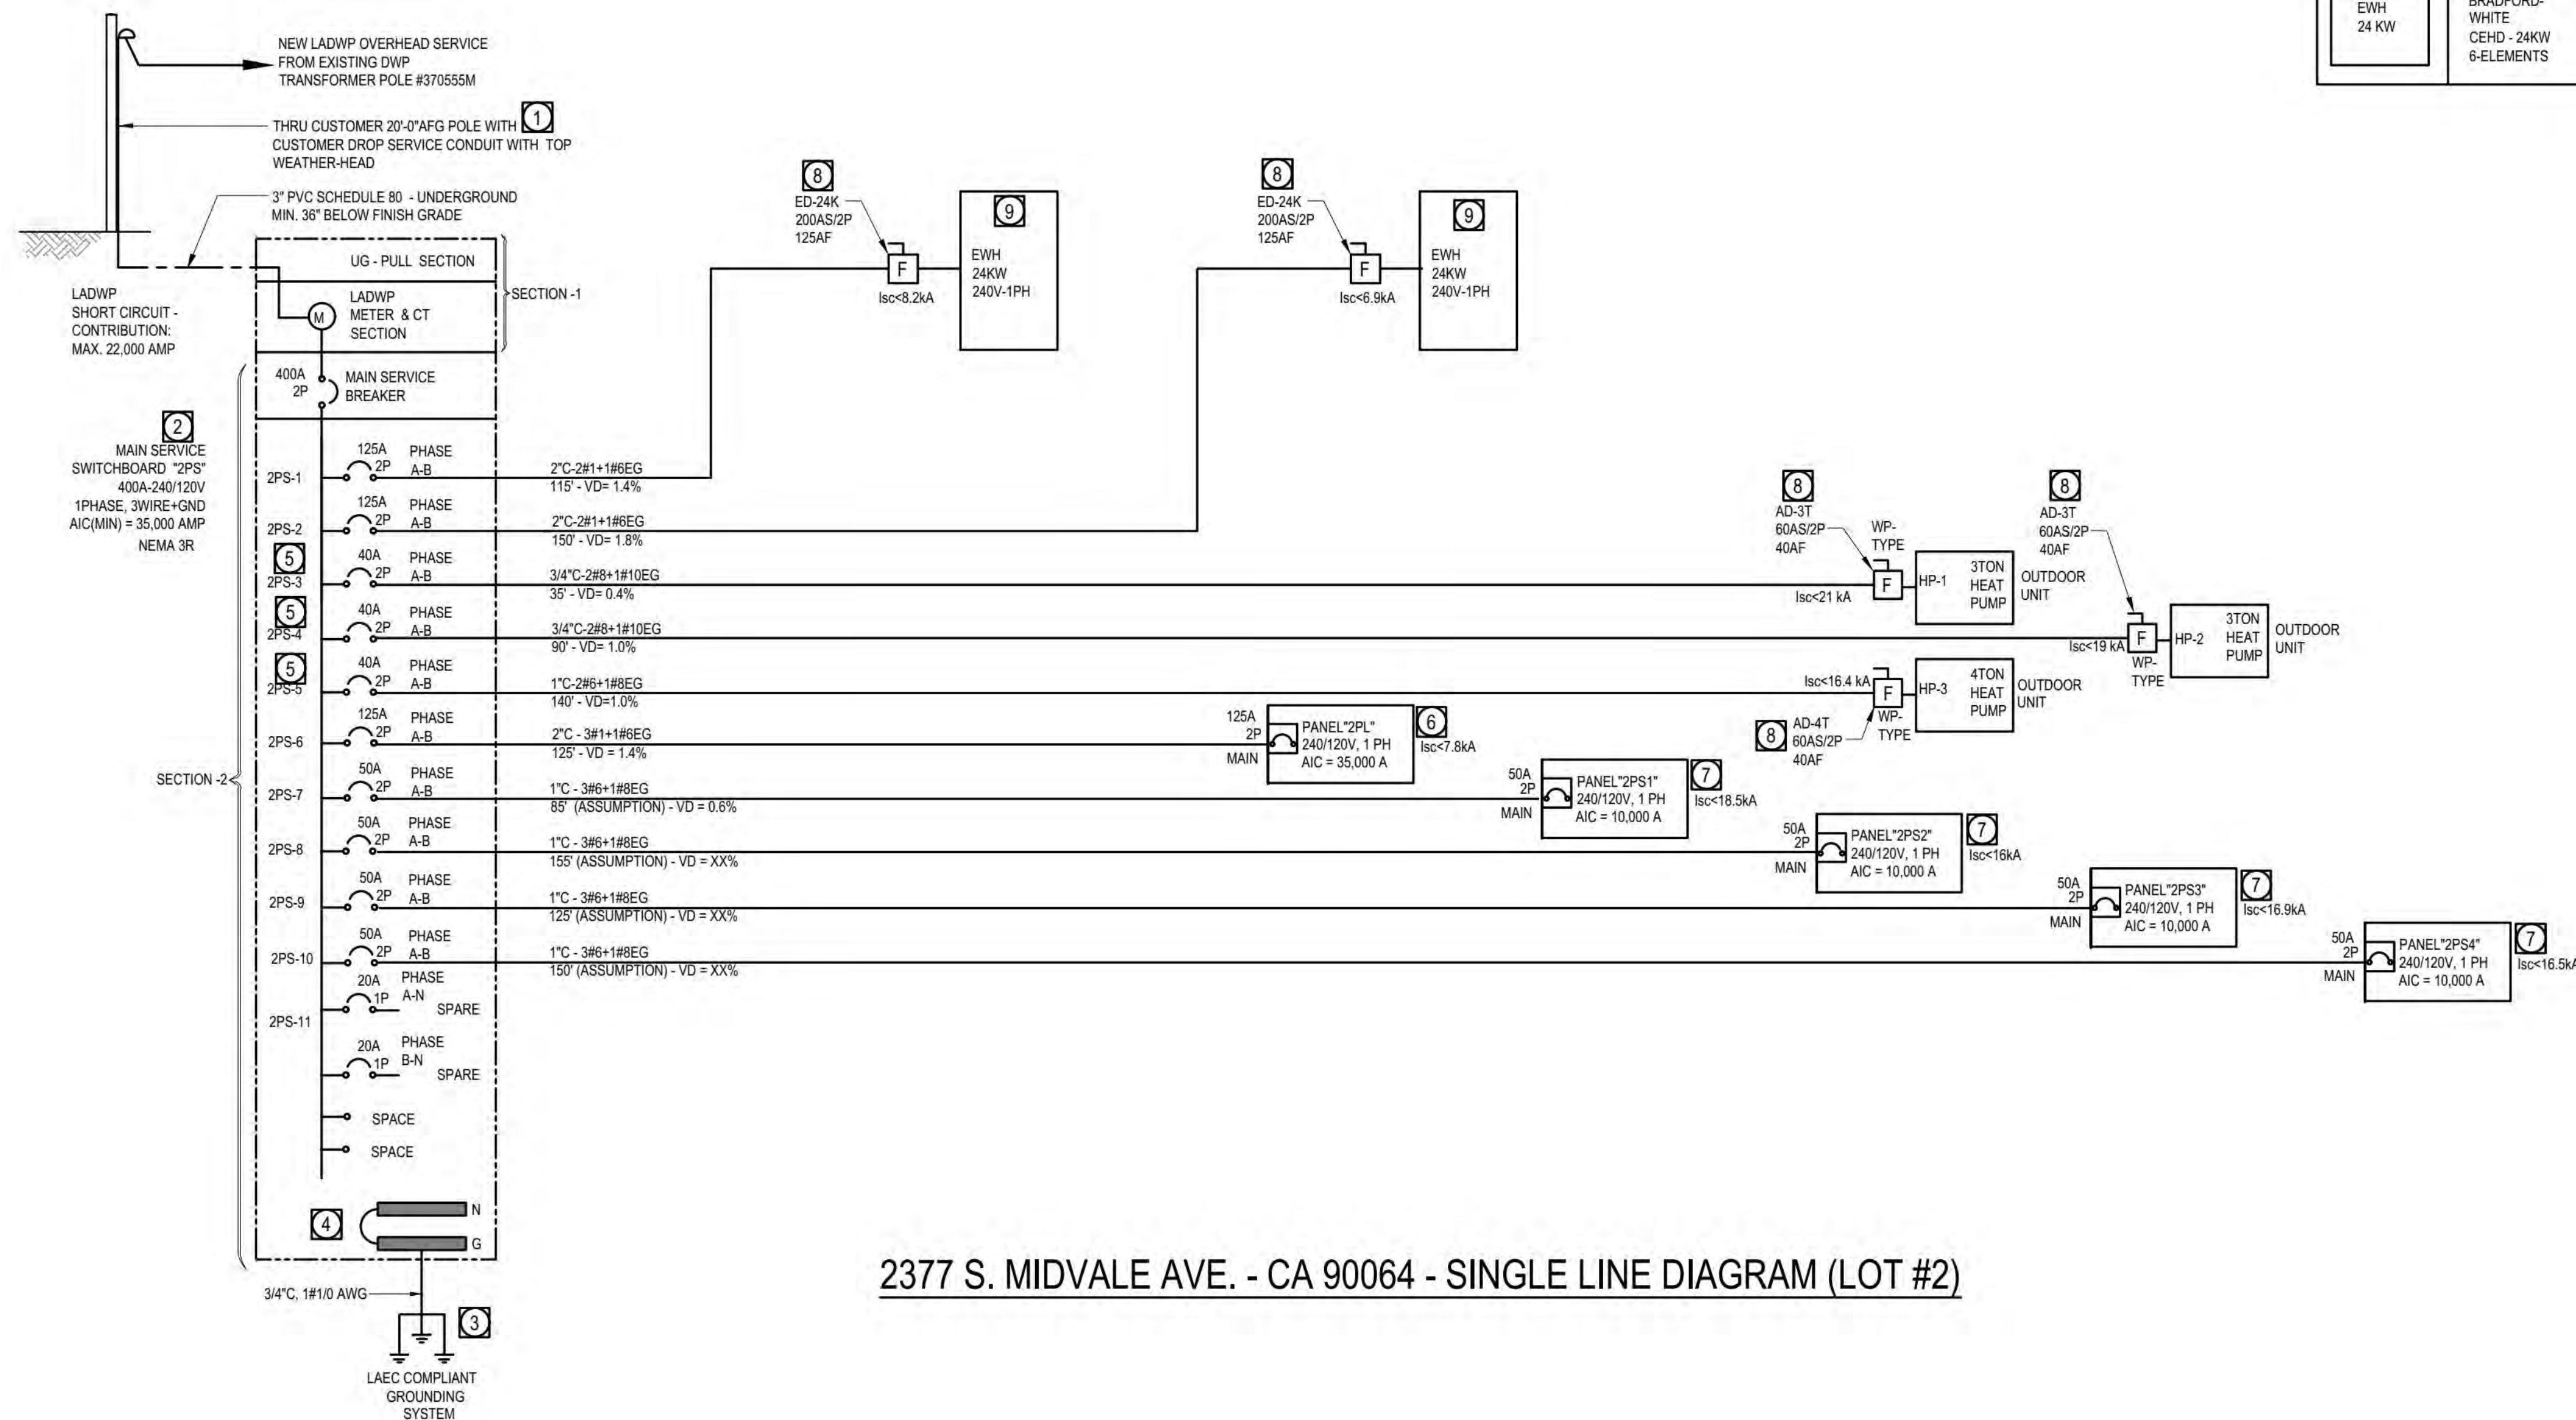 NEW LADWP OVERHEAD SERVICE
FROM EXISTING DWP
TRANSFORMER POLE #370555M
1
THRU CUSTOMER 20'-0"AFG POLE WITH
CUSTOMER DROP SERVICE CONDUIT WITH TOP
WEATHER-HEAD
3" PVC SCHEDULE 80 - UNDERGROUND
MIN. 36" BELOW FINISH GRADE
EWH
24 KW
WHITE
CEHD - 24KW
6-ELEMENTS
LADWP
SHORT CIRCUIT -
CONTRIBUTION:
MAX. 22,000 AMP
UG - PULL SECTION
M
LADWP
METER & CT
SECTION
SECTION -1
400A
2P
MAIN SERVICE
BREAKER
2
MAIN SERVICE
SWITCHBOARD "2PS"
400A-240/120V
1PHASE, 3WIRE+GND
AIC(MIN) = 35,000 AMP
NEMA 3R
SECTION -2
8
ED-24K
200AS/2P
125AF
F
Isc<8.2kA
9
EWH
24KW
240V-1PH
8
ED-24K
200AS/2P
125AF
F
Isc<6.9kA
9
EWH
24KW
240V-1PH
2PS-1
125A
2P
PHASE
A-B
2"C-2#1+1#6EG
115' - VD= 1.4%
2PS-2
125A
2P
PHASE
A-B
2"C-2#1+1#6EG
150' - VD= 1.8%
5
2PS-3
40A
2P
PHASE
A-B
3/4"C-2#8+1#10EG
35' - VD= 0.4%
8
AD-3T
60AS/2P
40AF
WP-
TYPE
Isc<21 kA
F
HP-1
3TON
HEAT
PUMP
OUTDOOR
UNIT
5
2PS-4
40A
2P
PHASE
A-B
3/4"C-2#8+1#10EG
90' - VD= 1.0%
8
AD-3T
60AS/2P
40AF
Isc<19 kA
F
WP-
TYPE
HP-2
3TON
HEAT
PUMP
OUTDOOR
UNIT
5
2PS-5
40A
2P
PHASE
A-B
1"C-2#6+1#8EG
140' - VD=1.0%
Isc<16.4 kA
F
WP-
TYPE
8
AD-4T
60AS/2P
40AF
HP-3
4TON
HEAT
PUMP
OUTDOOR
UNIT
2PS-6
125A
2P
PHASE
A-B
2"C - 3#1+1#6EG
125' - VD = 1.4%
125A
2P
MAIN
PANEL"2PL"
240/120V, 1 PH
AIC = 35,000 A
6
Isc<7.8kA
2PS-7
50A
2P
PHASE
A-B
1"C - 3#6+1#8EG
85' (ASSUMPTION) - VD = 0.6%
50A
2P
MAIN
PANEL"2PS1"
240/120V, 1 PH
AIC = 10,000 A
7
Isc<18.5kA
2PS-8
50A
2P
PHASE
A-B
1"C - 3#6+1#8EG
155' (ASSUMPTION) - VD = XX%
50A
2P
MAIN
PANEL"2PS2"
240/120V, 1 PH
AIC = 10,000 A
7
Isc<16kA
2PS-9
50A
2P
PHASE
A-B
1"C - 3#6+1#8EG
125' (ASSUMPTION) - VD = XX%
50A
2P
MAIN
PANEL"2PS3"
240/120V, 1 PH
AIC = 10,000 A
7
Isc<16.9kA
2PS-10
50A
2P
PHASE
A-B
1"C - 3#6+1#8EG
150' (ASSUMPTION) - VD = XX%
50A
2P
MAIN
PANEL"2PS4"
240/120V, 1 PH
AIC = 10,000 A
7
Isc<16.5kA
2PS-11
20A
1P
PHASE
A-N
SPARE
20A
1P
PHASE
B-N
SPARE
SPACE
SPACE
4
N
G
3/4"C, 1#1/0 AWG
3
LAEC COMPLIANT
GROUNDING
SYSTEM
2377 S. MIDVALE AVE. - CA 90064 - SINGLE LINE DIAGRAM (LOT #2)